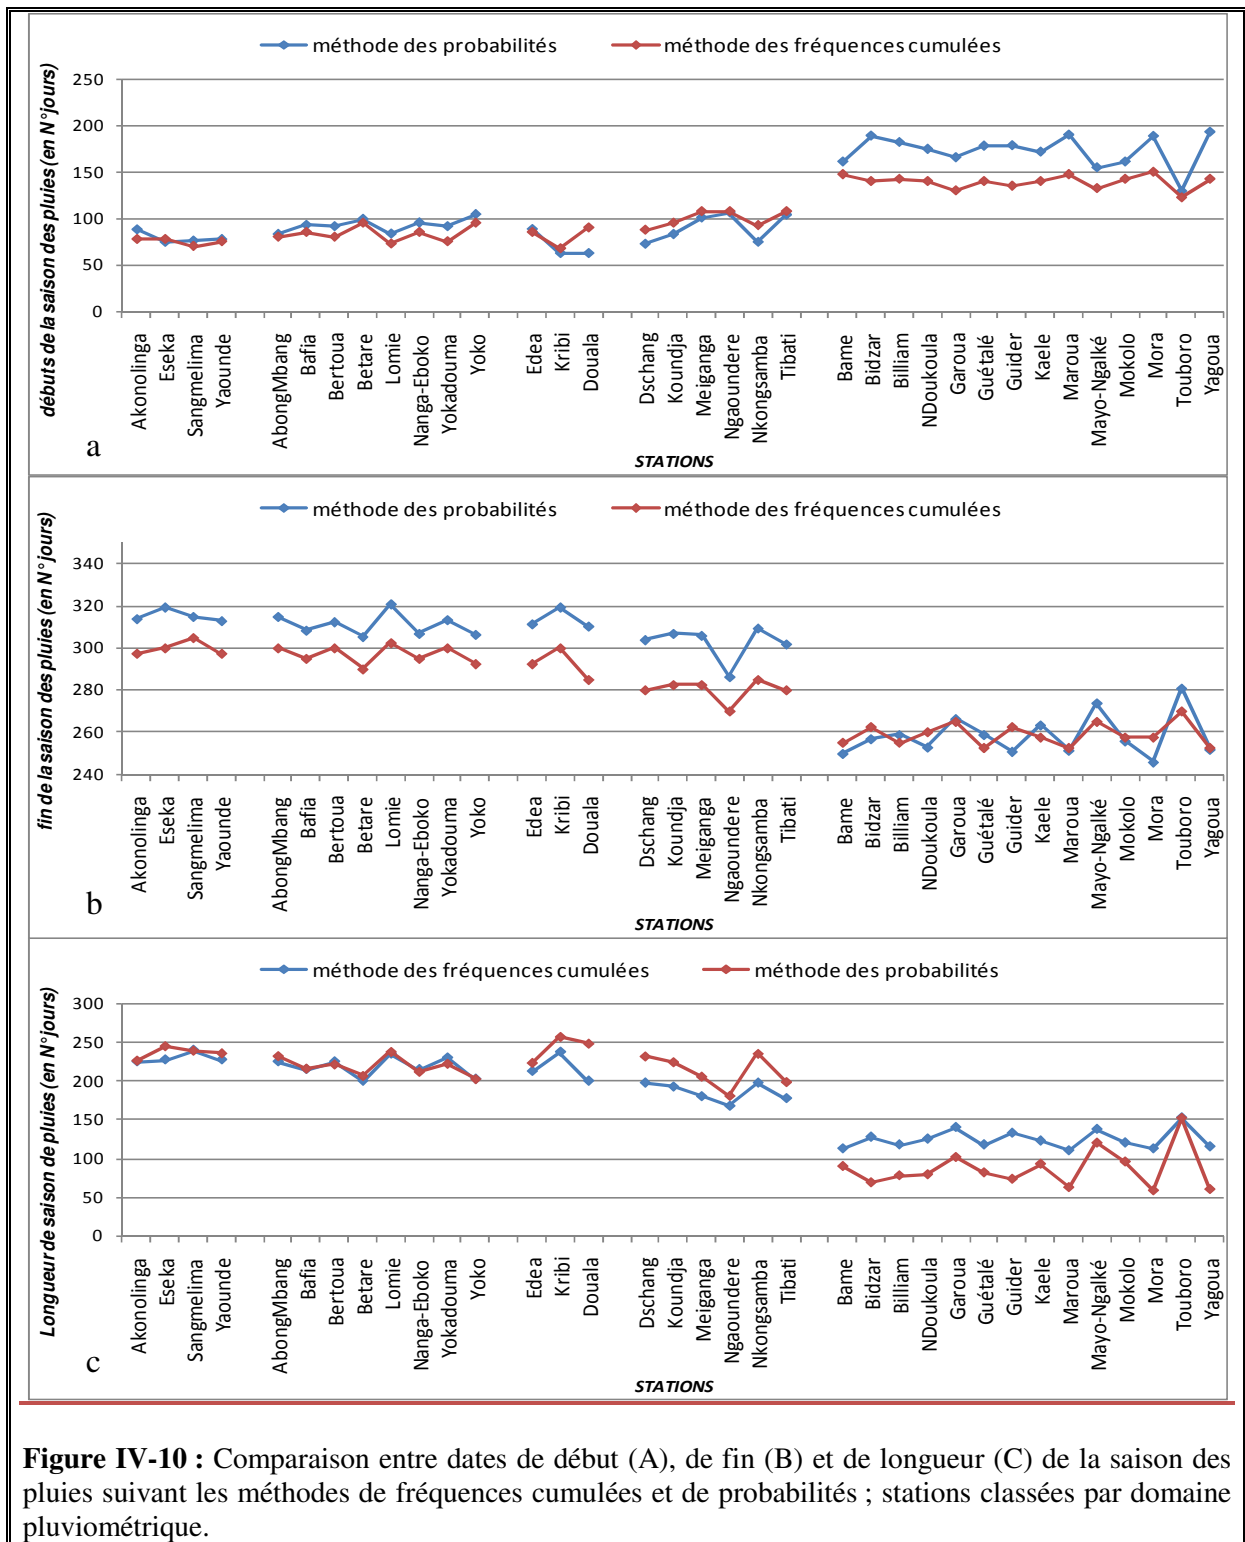 méthode des probabilités méthode des fréquences cumulées
débuts de la saison des pluies (en N° jours)
250
200
150
100
50
0
Akonolinga Eseka Sangmelima Yaounde AbongMbang Bafia Bertoua Betare Lomie Nanga-Eboko Yokadouma Yoko Edea Kribi Douala Dschang Koundja Meiganga Ngaoundere Nkongsamba Tibati Bame Bidzar Billiam NDoukoula Garoua Guétalé Guider Kaele Maroua Mayo-Ngalké Mokolo Mora Touboro Yagoua
a
STATIONS
méthode des probabilités méthode des fréquences cumulées
fin de la saison des pluies (en N° jours)
340
320
300
280
260
240
Akonolinga Eseka Sangmelima Yaounde AbongMbang Bafia Bertoua Betare Lomie Nanga-Eboko Yokadouma Yoko Edea Kribi Douala Dschang Koundja Meiganga Ngaoundere Nkongsamba Tibati Bame Bidzar Billiam NDoukoula Garoua Guétalé Guider Kaele Maroua Mayo-Ngalké Mokolo Mora Touboro Yagoua
b
STATIONS
méthode des fréquences cumulées méthode des probabilités
Longueur de saison de pluies (en N° jours)
300
250
200
150
100
50
0
Akonolinga Eseka Sangmelima Yaounde AbongMbang Bafia Bertoua Betare Lomie Nanga-Eboko Yokadouma Yoko Edea Kribi Douala Dschang Koundja Meiganga Ngaoundere Nkongsamba Tibati Bame Bidzar Billiam NDoukoula Garoua Guétalé Guider Kaele Maroua Mayo-Ngalké Mokolo Mora Touboro Yagoua
c
STATIONS
Figure IV-10 : Comparaison entre dates de début (A), de fin (B) et de longueur (C) de la saison des
pluies suivant les méthodes de fréquences cumulées et de probabilités ; stations classées par domaine
pluviométrique.